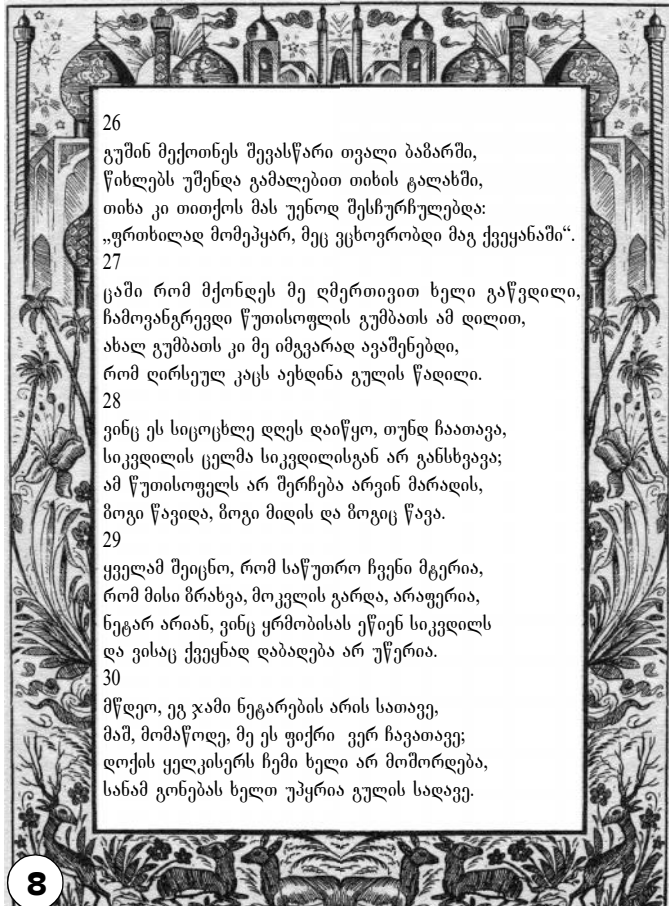 26
გუშინ მექოთნეს შევასწარი თვალი ბაზარში,
წიხლებს უშენდა გამალებით თიხის ტალახში,
თიხა კი თითქოს მას უენოდ შესჩურჩულებდა:
„ფრთხილად მომეპყარ, მეც ვცხოვრობდი მაგ ქვეყანაში“.
27
ცაში რომ მქონდეს მე ღმერთივით ხელი გაწვდილი,
ჩამოვანგრევდი წუთისოფლის გუმბათს ამ დილით,
ახალ გუმბათს კი მე იმგვარად ავაშენებდი,
რომ ღირსეულ კაცს აეხდინა გულის წადილი.
28
ვინც ეს სიცოცხლე დღეს დაიწყო, თუნდ ჩაათავა,
სიკვდილის ცელმა სიკვდილისგან არ განსხვავა;
ამ წუთისოფელს არ შერჩება არვინ მარადის,
ზოგი წავიდა, ზოგი მიდის და ზოგიც წავა.
29
ყველამ შეიცნო, რომ საწუთრო ჩვენი მტერია,
რომ მისი ზრახვა, მოკვლის გარდა, არაფერია,
ნეტარ არიან, ვინც ყრმობისას ეწიენ სიკვდილს
და ვისაც ქვეყნად დაბადება არ უწერია.
30
მწდეო, ეგ ჯამი ნეტარების არის სათავე,
მაშ, მომაწოდე, მე ეს ფიქრი ვერ ჩავათავე;
დოქის ყელკისერს ჩემი ხელი არ მოშორდება,
სანამ გონებას ხელთ უპყრია გულის სადავე.
8